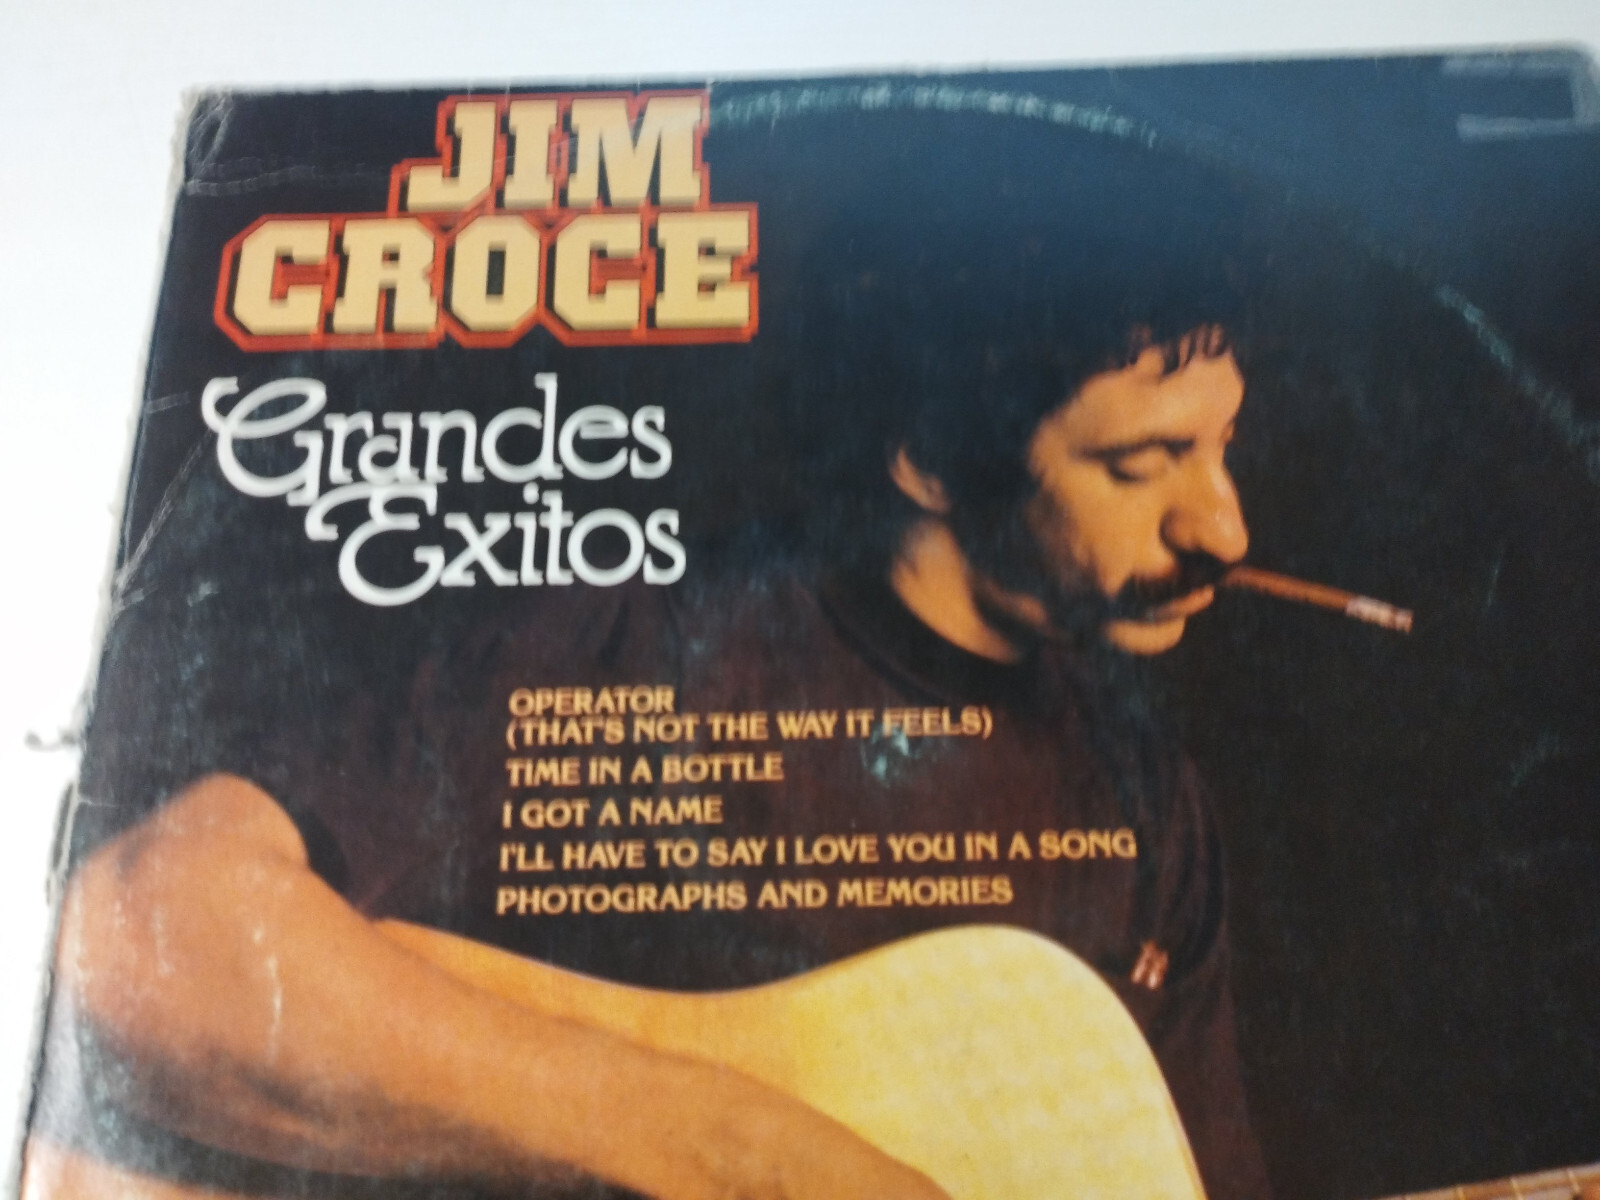 JIM
CROCE
Grandes
Exitos
OPERATOR
(THAT'S NOT THE WAY IT FEELS)
TIME IN A BOTTLE
I GOT A NAME
I'LL HAVE TO SAY I LOVE YOU IN A SONG
PHOTOGRAPHS AND MEMORIES